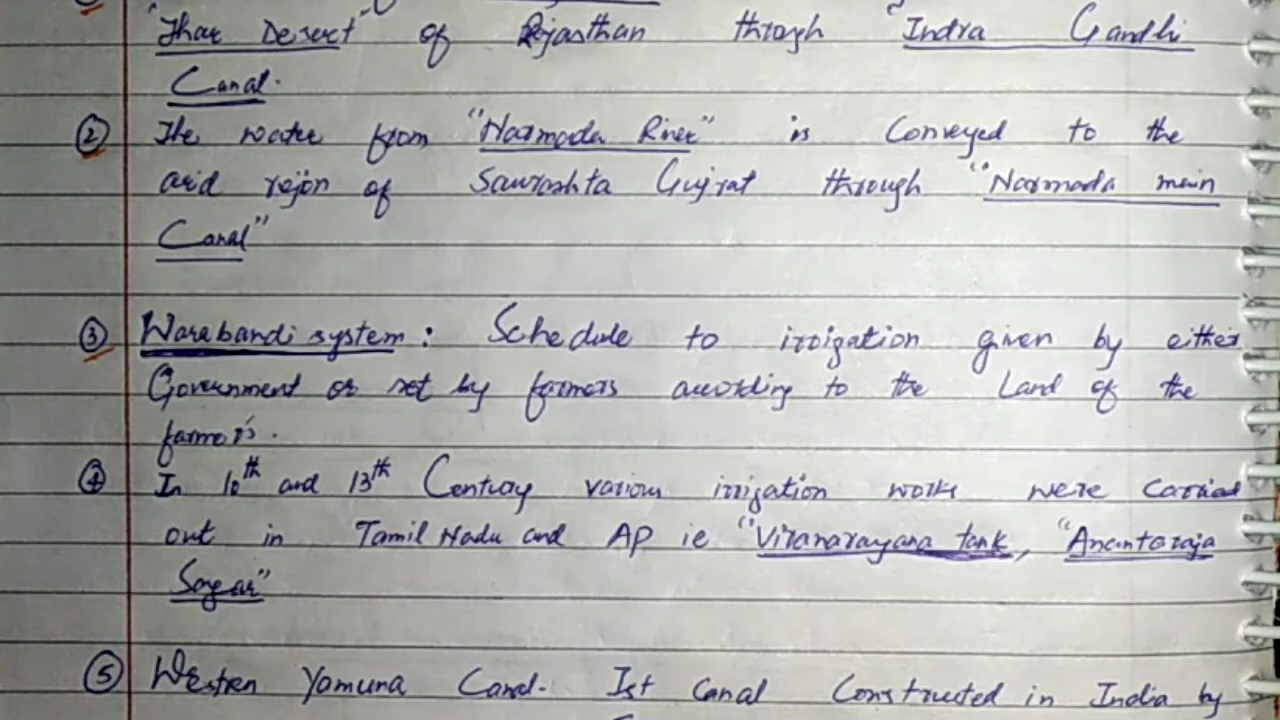 "Thar Desert" of Rjasthan through "Indra Gandhi
Canal.
② The water from "Narmada River" is Conveyed to the
arid rejon of Saurashta Gujrat through "Narmada main
Canal"
③ Warabandi system : Schedule to irrigation given by either
Government or set by farmers according to the Land of the
farmer's.
④ In 10th and 13th Centuay various irrigation works were Carried
out in Tamil Nadu and AP ie "Viranarayana tank, "Anantaraja
Sagar"
⑤ Western Yamuna Canal. Ist Canal Constructed in India by